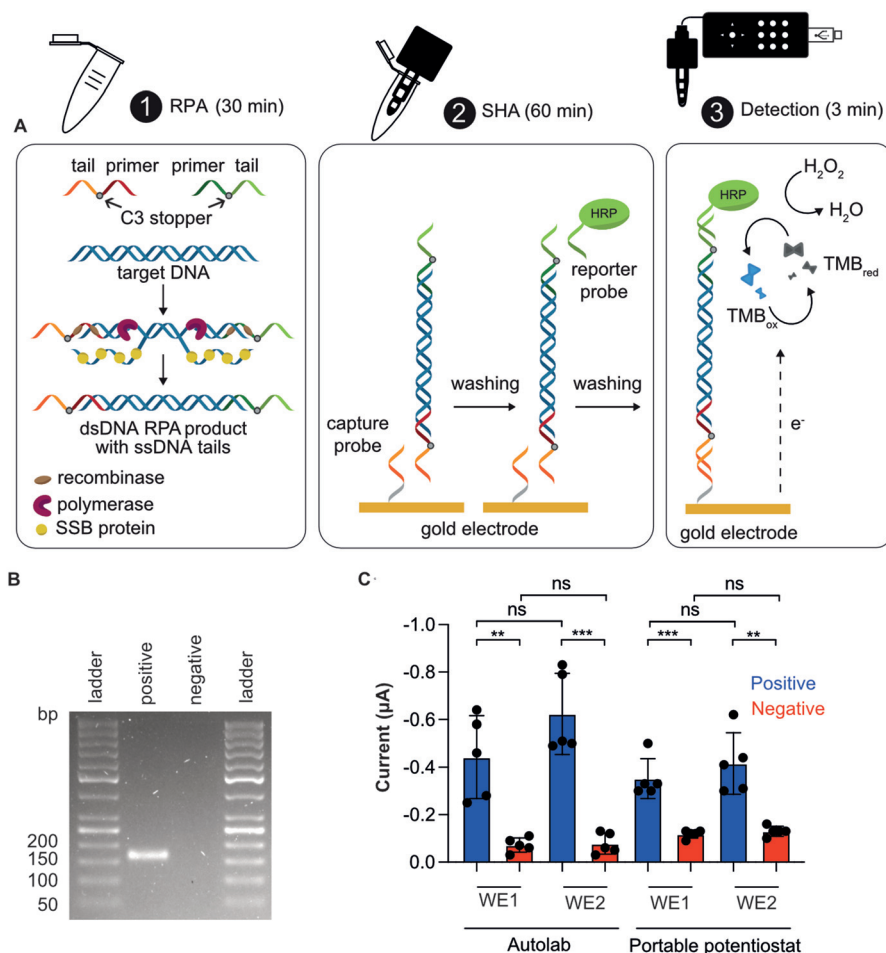 1 RPA (30 min)
2 SHA (60 min)
3 Detection (3 min)
A
tail primer primer tail
C3 stopper
target DNA
dsDNA RPA product
with ssDNA tails
recombinase
polymerase
SSB protein
HRP
reporter
probe
washing
washing
capture
probe
gold electrode
HRP
H2O2
H2O
TMBred
TMBox
e-
gold electrode
B
ladder
positive
negative
ladder
bp
200
150
100
50
C
ns
ns
ns
ns
**
***
***
**
-1.0
-0.8
-0.6
-0.4
-0.2
0.0
Current (µA)
Positive
Negative
WE1
WE2
WE1
WE2
Autolab
Portable potentiostat